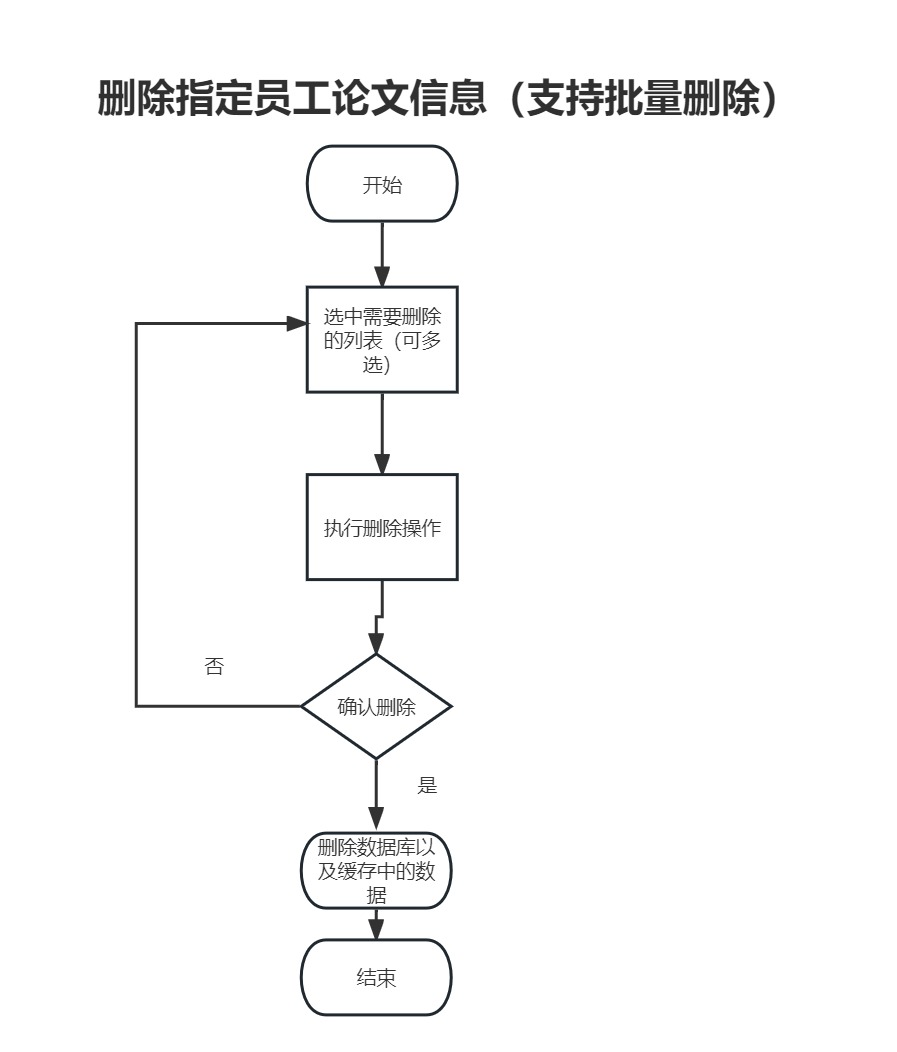 删除指定员工论文信息（支持批量删除）
开始
选中需要删除
的列表（可多
选）
执行删除操作
否
确认删除
是
删除数据库以
及缓存中的数
据
结束